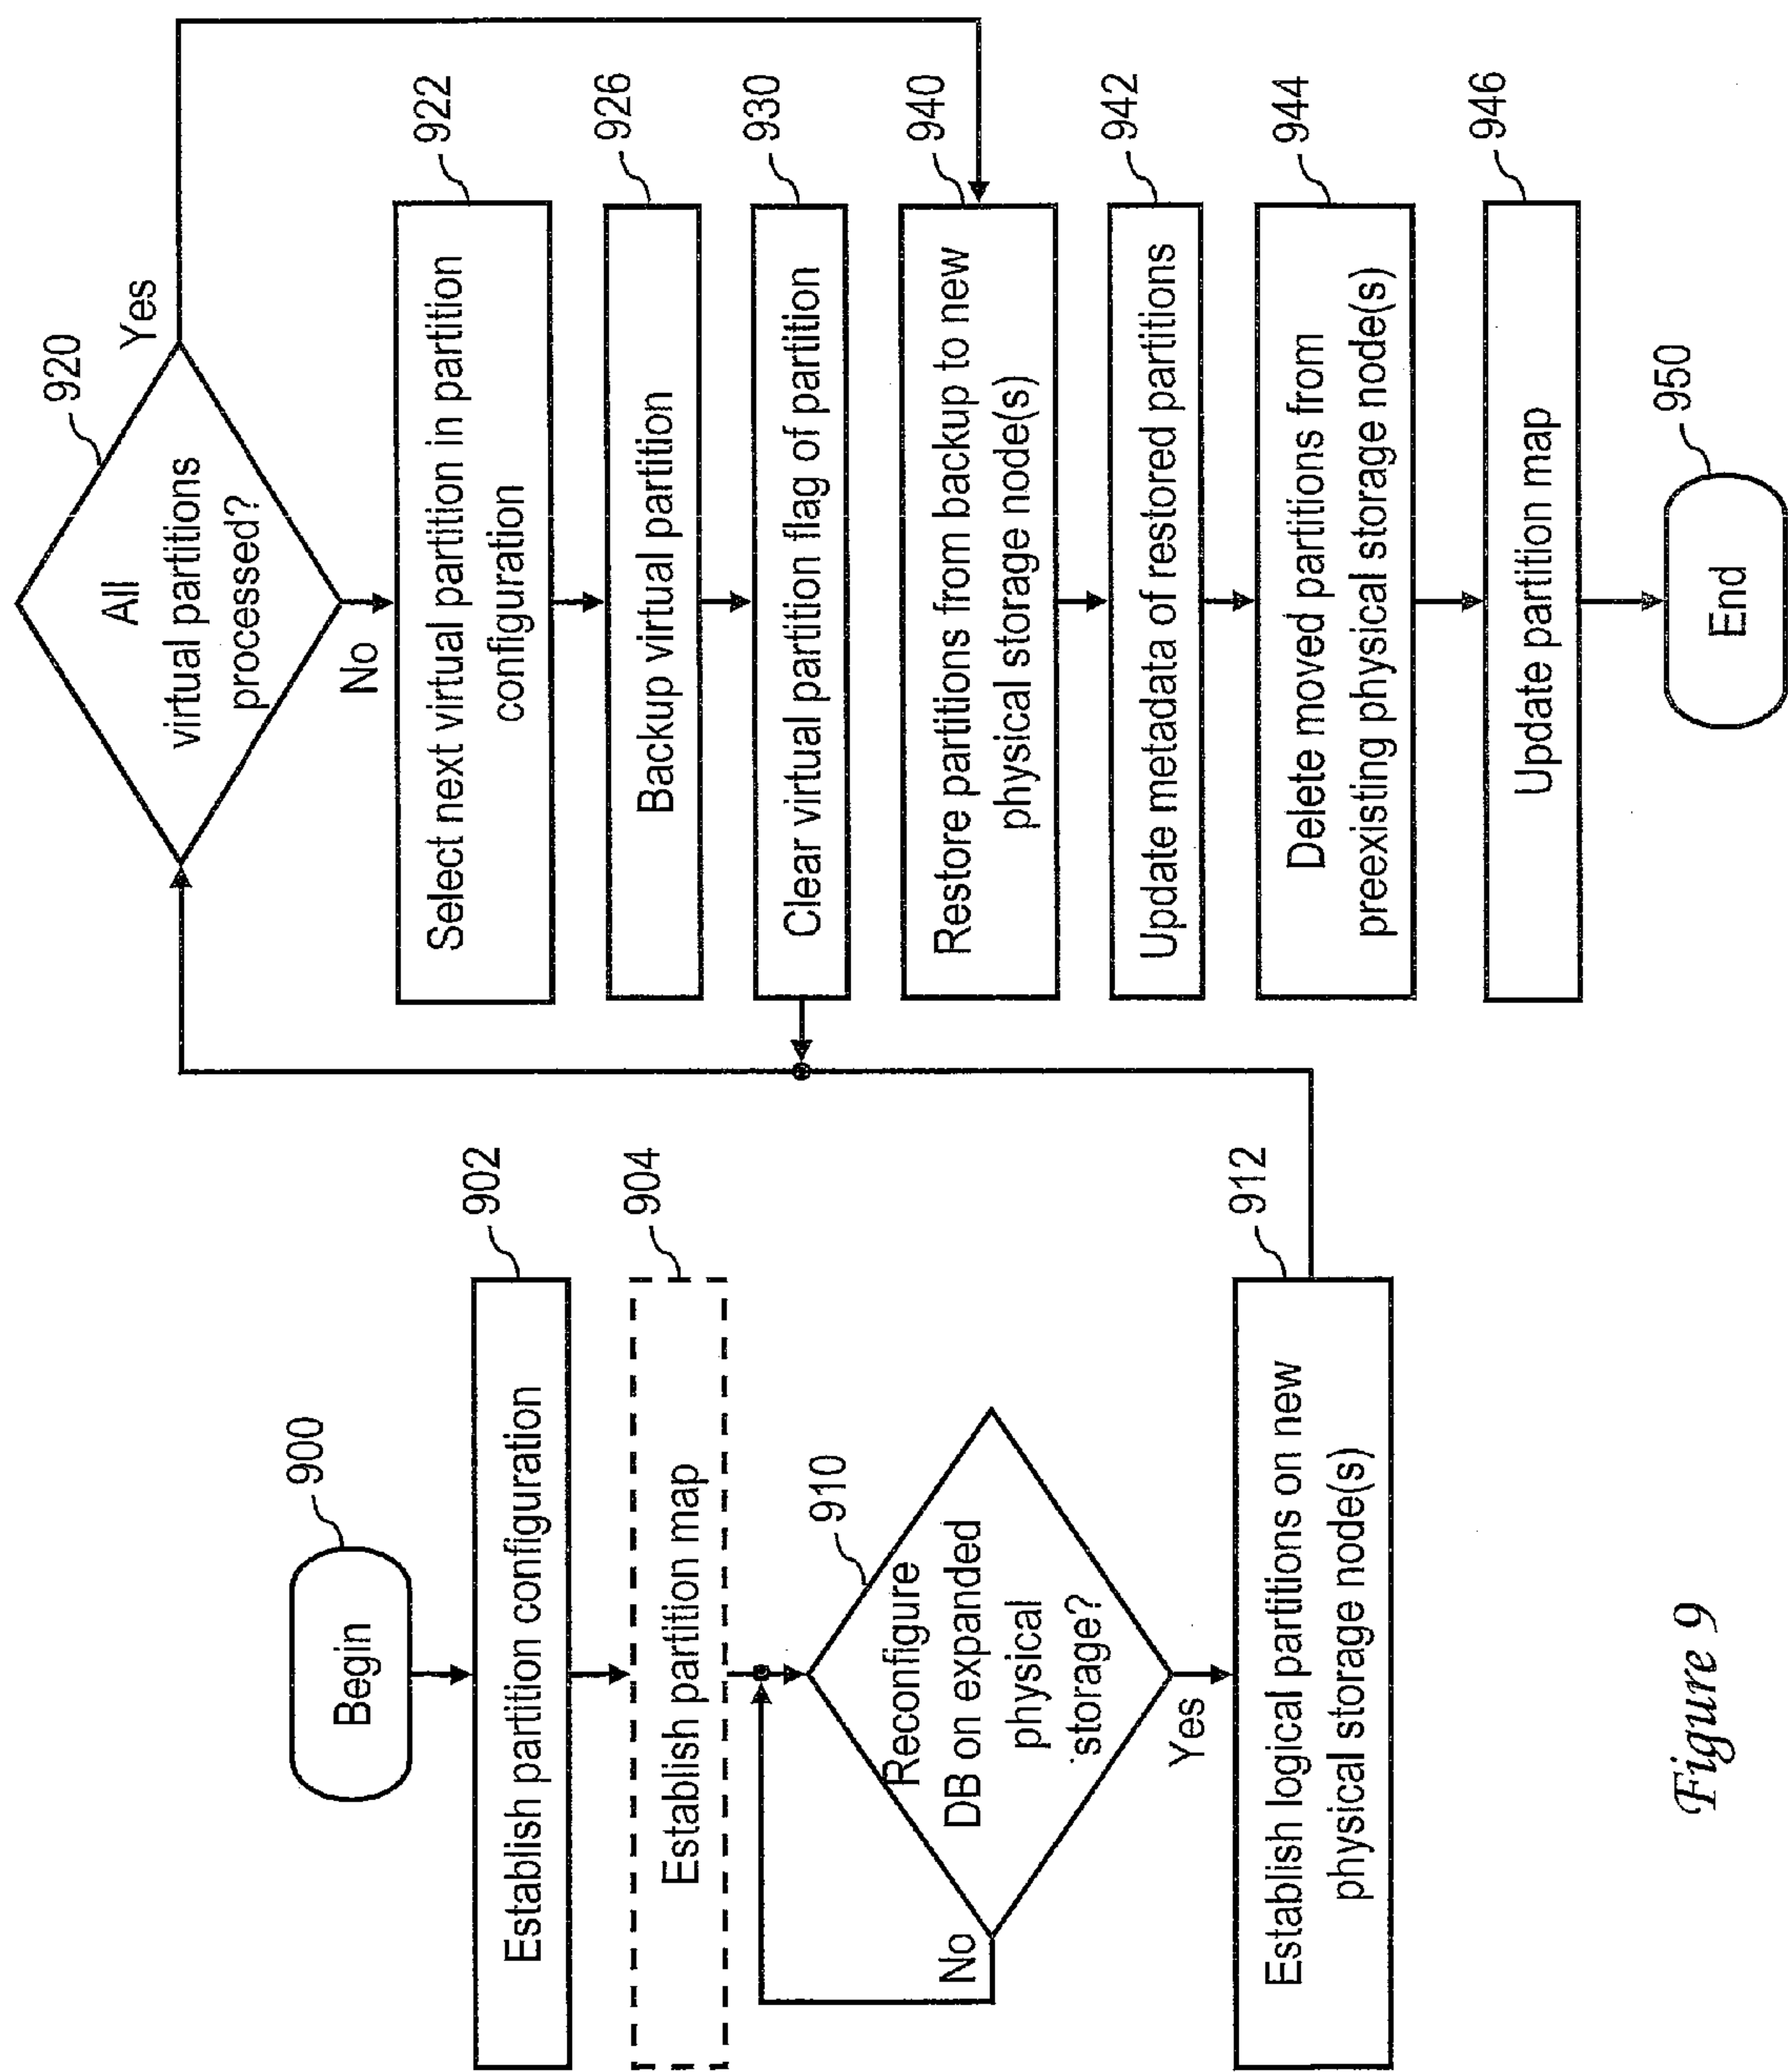 900
Begin
902
Establish partition configuration
904
Establish partition map
910
Reconfigure
DB on expanded
physical
storage?
No
Yes
912
Establish logical partitions on new
physical storage node(s)
920
All
virtual partitions
processed?
Yes
No
922
Select next virtual partition in partition
configuration
926
Backup virtual partition
930
Clear virtual partition flag of partition
940
Restore partitions from backup to new
physical storage node(s)
942
Update metadata of restored partitions
944
Delete moved partitions from
preexisting physical storage node(s)
946
Update partition map
950
End
Figure 9